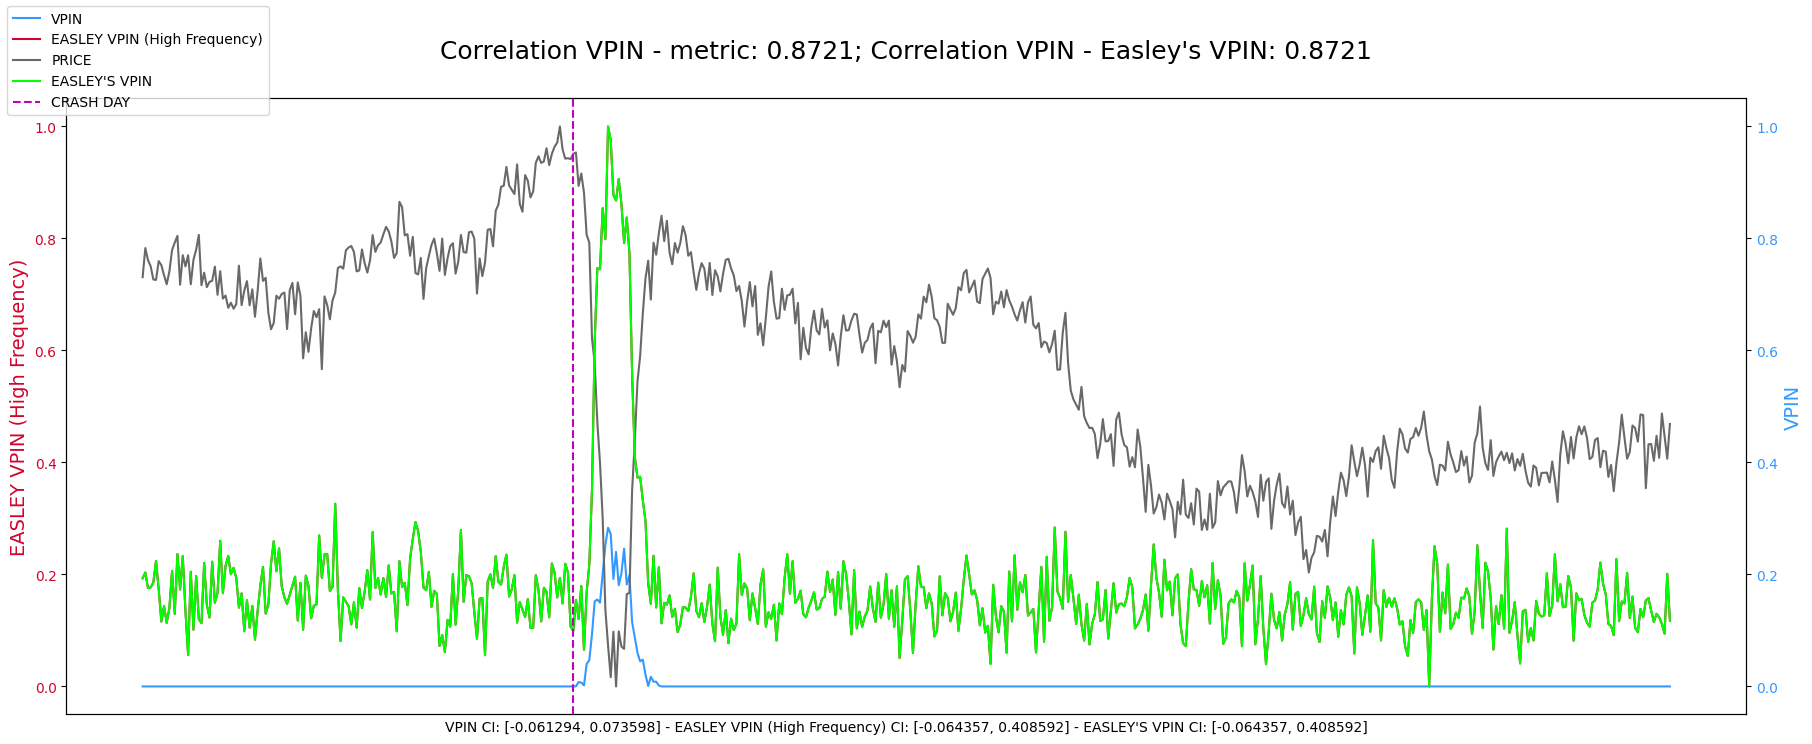 VPIN
EASLEY VPIN (High Frequency)
PRICE
EASLEY'S VPIN
CRASH DAY
Correlation VPIN - metric: 0.8721; Correlation VPIN - Easley's VPIN: 0.8721
EASLEY VPIN (High Frequency)
1.0
0.8
0.6
0.4
0.2
0.0
1.0
0.8
0.6
0.4
0.2
0.0
VPIN
VPIN CI: [-0.061294, 0.073598] - EASLEY VPIN (High Frequency) CI: [-0.064357, 0.408592] - EASLEY'S VPIN CI: [-0.064357, 0.408592]